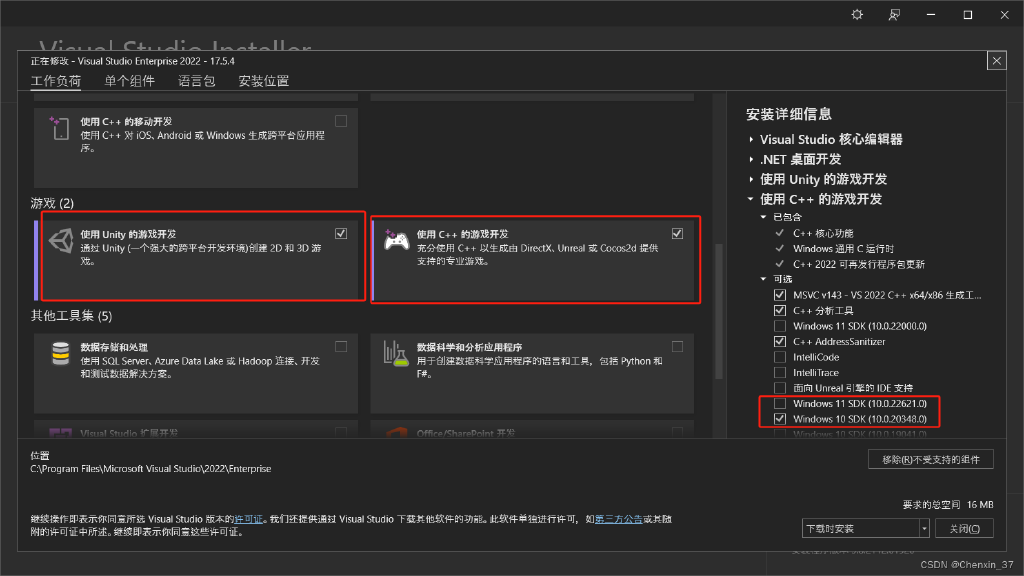 Visual Studio Installer
正在修改 - Visual Studio Enterprise 2022 - 17.5.4
工作负荷 单个组件 语言包 安装位置
使用 C++ 的移动开发
使用 C++ 对 iOS、Android 或 Windows 生成跨平台应用程
序。
游戏 (2)
使用 Unity 的游戏开发
通过 Unity (一个强大的跨平台开发环境)创建 2D 和 3D 游
戏。
使用 C++ 的游戏开发
充分使用 C++ 以生成由 DirectX、Unreal 或 Cocos2d 提供
支持的专业游戏。
其他工具集 (5)
数据存储和处理
使用 SQL Server、Azure Data Lake 或 Hadoop 连接、开发
和测试数据解决方案。
数据科学和分析应用程序
用于创建数据科学应用程序的语言和工具，包括 Python 和
F#。
Visual Studio 扩展开发
Office/SharePoint 开发
安装详细信息
Visual Studio 核心编辑器
.NET 桌面开发
使用 Unity 的游戏开发
使用 C++ 的游戏开发
已包含
C++ 核心功能
Windows 通用 C 运行时
C++ 2022 可再发行程序包更新
可选
MSVC v143 - VS 2022 C++ x64/x86 生成工...
C++ 分析工具
Windows 11 SDK (10.0.22000.0)
C++ AddressSanitizer
IntelliCode
IntelliTrace
面向 Unreal 引擎的 IDE 支持
Windows 11 SDK (10.0.22621.0)
Windows 10 SDK (10.0.20348.0)
Windows 10 SDK (10.0.19041.0)
位置
C:\Program Files\Microsoft Visual Studio\2022\Enterprise
移除(R)不受支持的组件
要求的总空间 16 MB
继续操作即表示你同意所选 Visual Studio 版本的许可证。我们还提供通过 Visual Studio 下载其他软件的功能。此软件单独进行许可，如第三方公告或其随
附的许可证中所述。继续即表示你同意这些许可证。
下载时安装
关闭(C)
CSDN @Chenxin_37